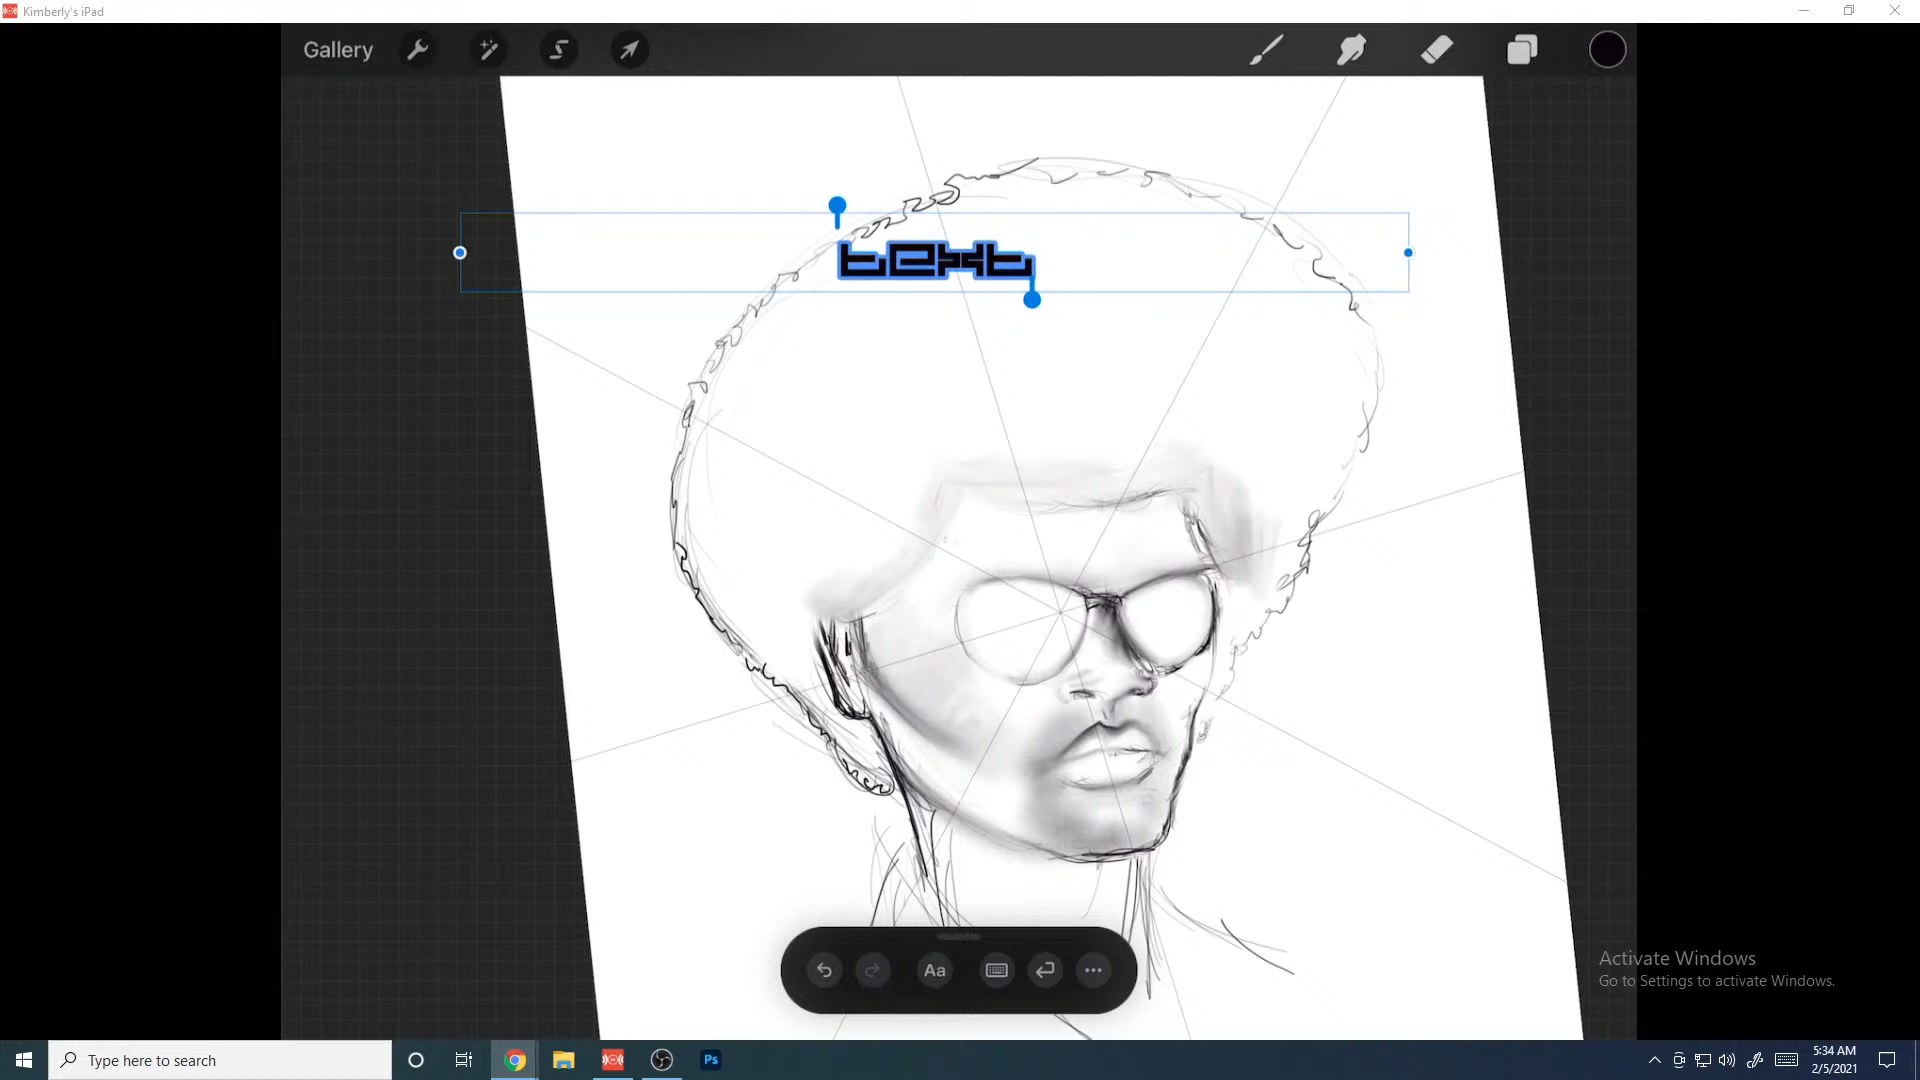 Kimberly's iPad
Gallery
text
Aa
Activate Windows
Go to Settings to activate Windows.
Type here to search
Ps
5:34 AM
2/5/2021